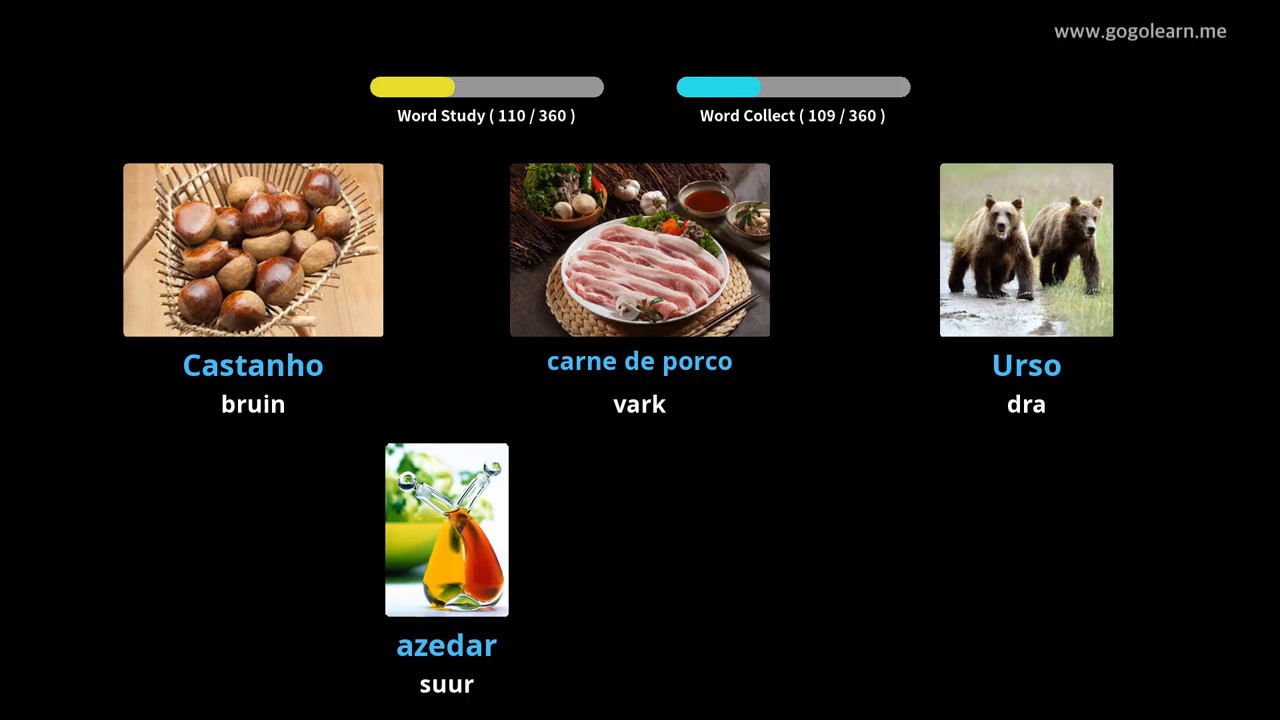 www.gogolearn.me
Word Study ( 110 / 360 )
Word Collect ( 109 / 360 )
Castanho
bruin
carne de porco
vark
Urso
dra
azedar
suur